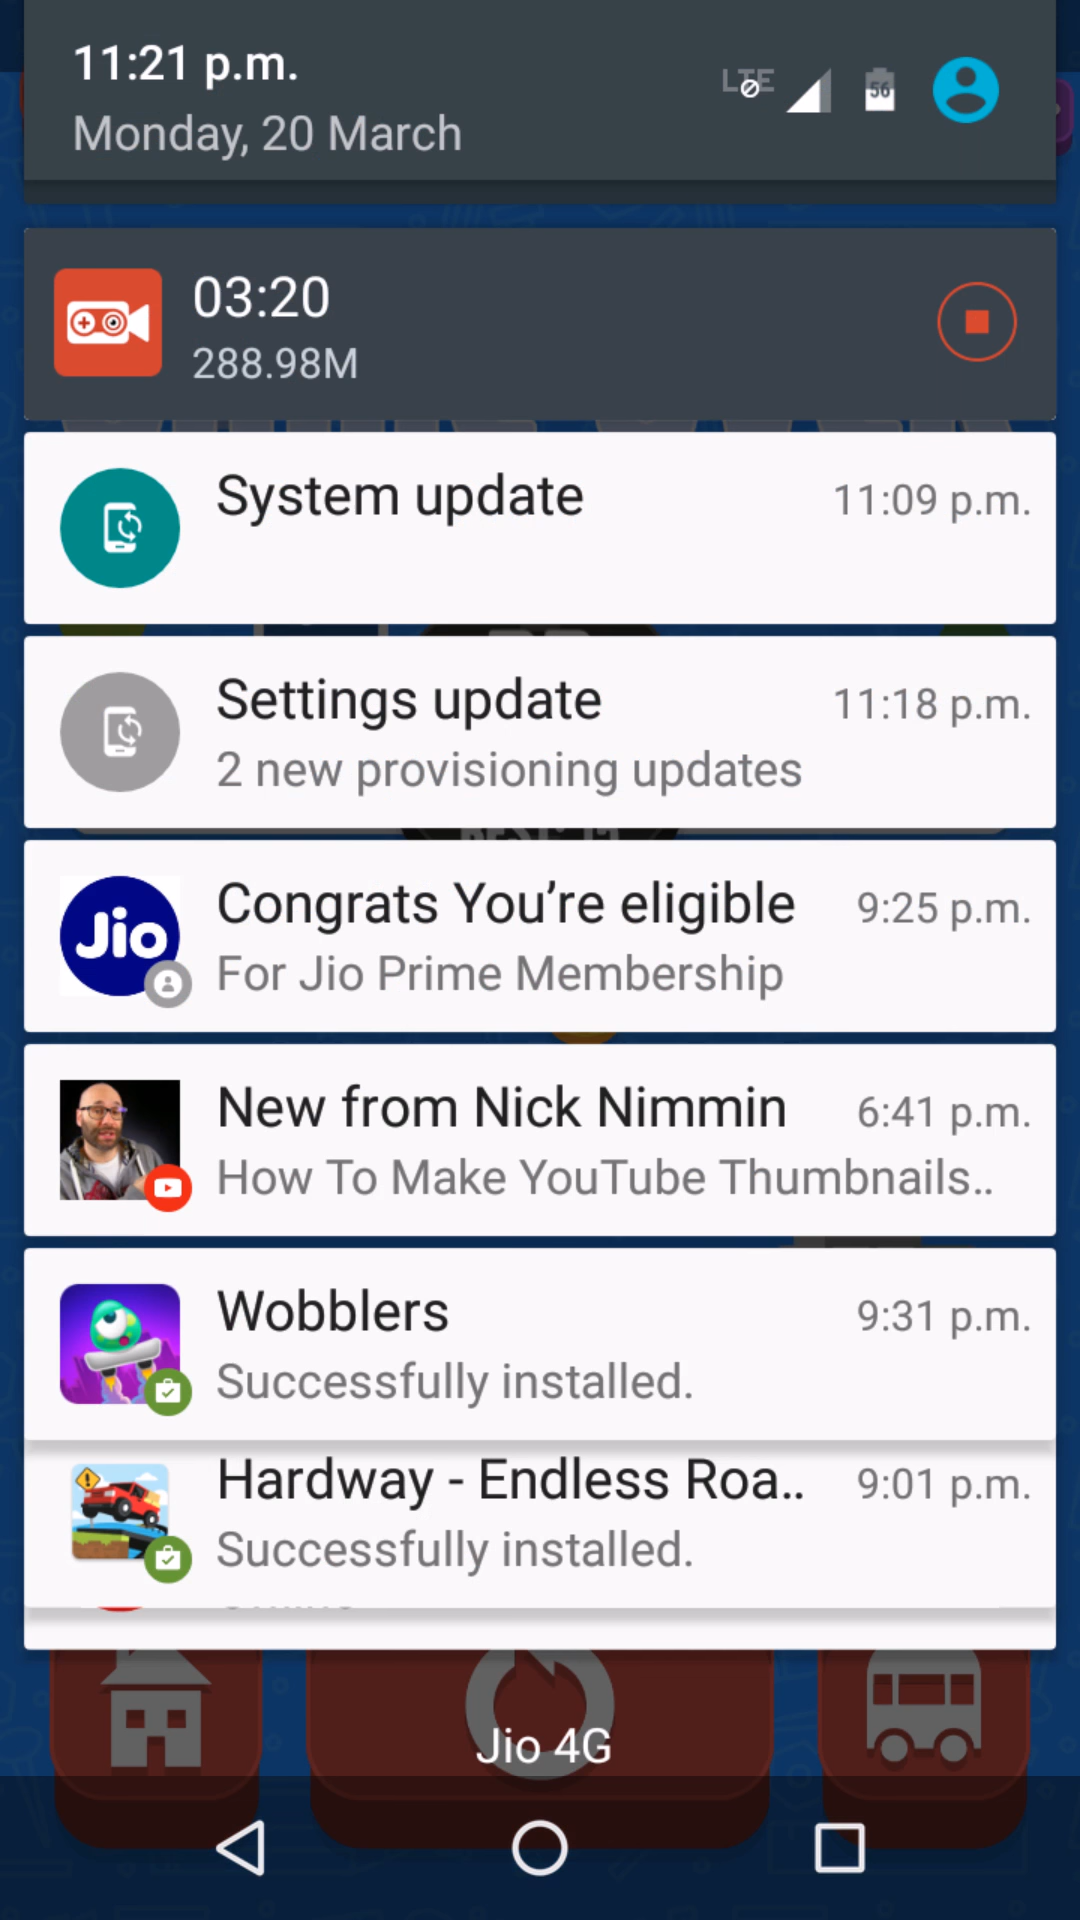 11:21 p.m.
LTE
56
Monday, 20 March
03:20
288.98M
System update
11:09 p.m.
Settings update
11:18 p.m.
2 new provisioning updates
Jio
Congrats You’re eligible
9:25 p.m.
For Jio Prime Membership
New from Nick Nimmin
6:41 p.m.
How To Make YouTube Thumbnails..
Wobblers
9:31 p.m.
Successfully installed.
Hardway - Endless Roa..
9:01 p.m.
Successfully installed.
Jio 4G